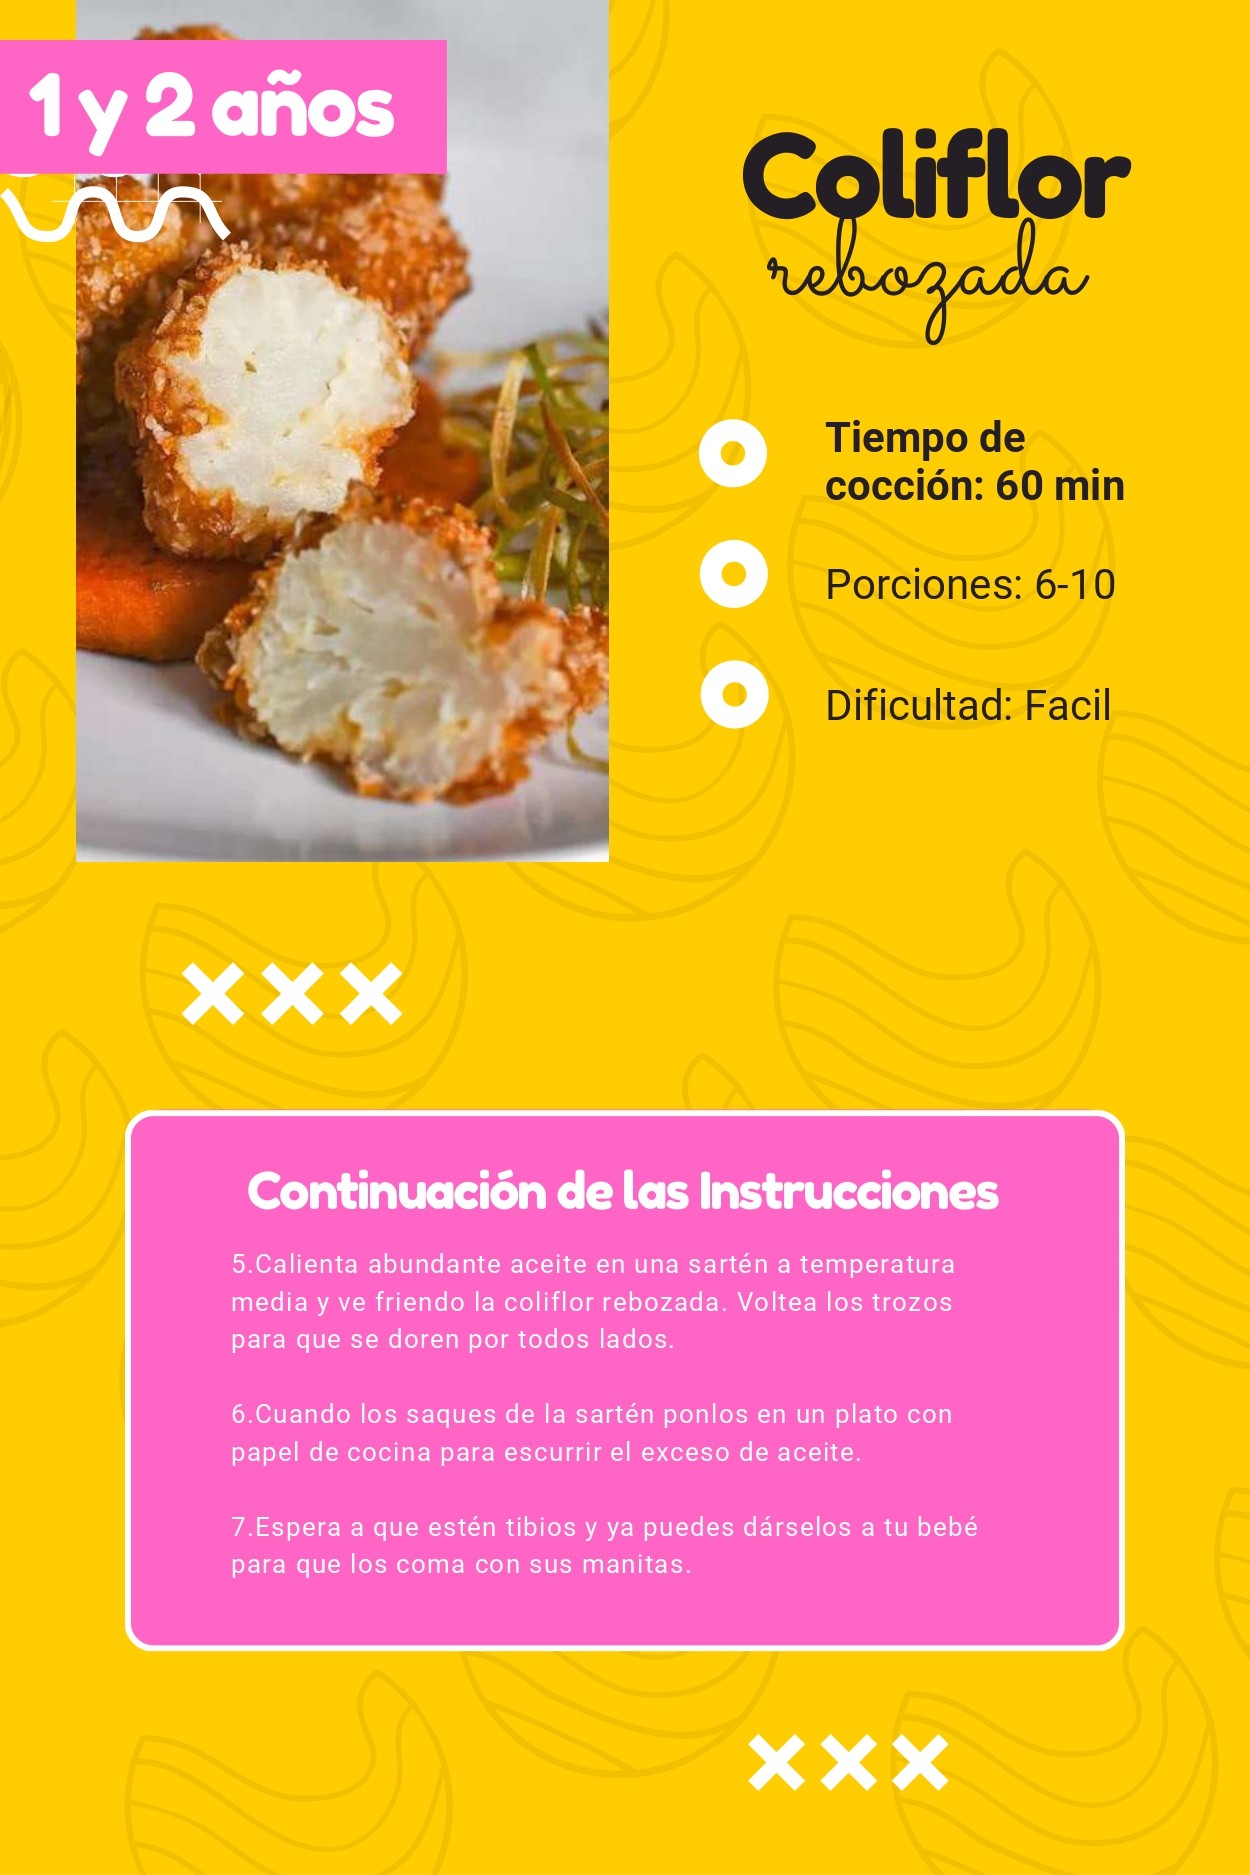 1 y 2 años
Coliflor
rebozada
Tiempo de
cocción: 60 min
Porciones: 6-10
Dificultad: Facil
Continuación de las Instrucciones
5.Calienta abundante aceite en una sartén a temperatura
media y ve friendo la coliflor rebozada. Voltea los trozos
para que se doren por todos lados.
6.Cuando los saques de la sartén ponlos en un plato con
papel de cocina para escurrir el exceso de aceite.
7.Espera a que estén tibios y ya puedes dárselos a tu bebé
para que los coma con sus manitas.